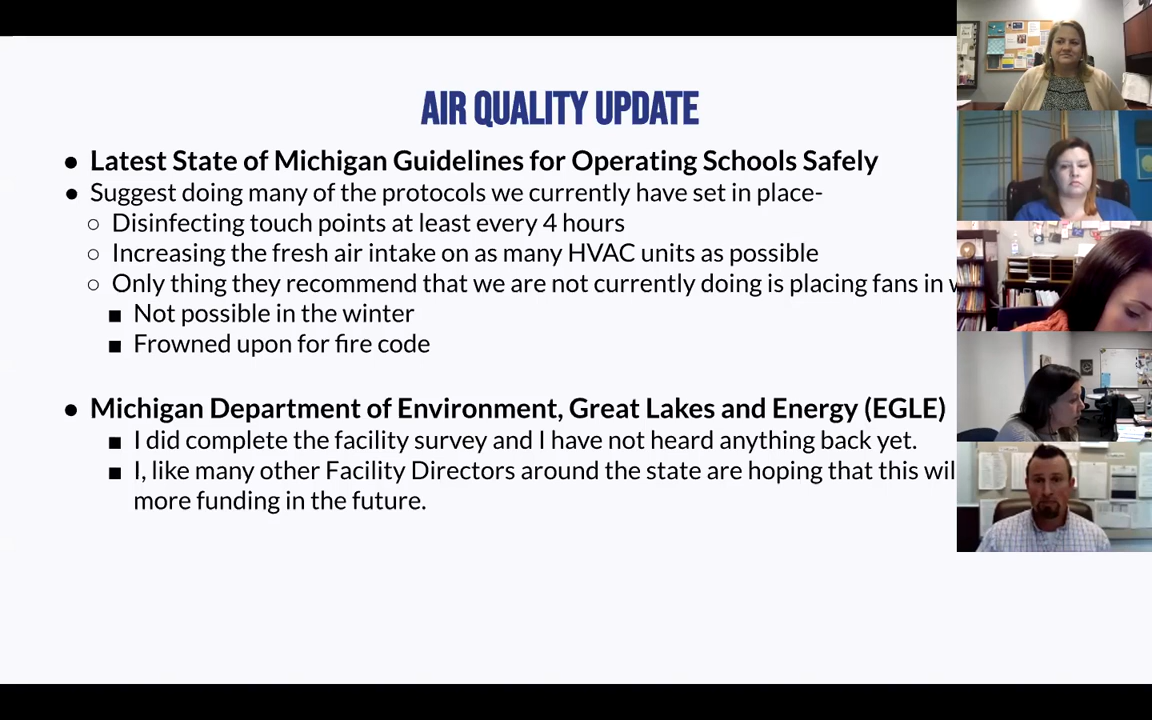 AIR QUALITY UPDATE
● Latest State of Michigan Guidelines for Operating Schools Safely
● Suggest doing many of the protocols we currently have set in place-
○ Disinfecting touch points at least every 4 hours
○ Increasing the fresh air intake on as many HVAC units as possible
○ Only thing they recommend that we are not currently doing is placing fans in
■ Not possible in the winter
■ Frowned upon for fire code
● Michigan Department of Environment, Great Lakes and Energy (EGLE)
■ I did complete the facility survey and I have not heard anything back yet.
■ I, like many other Facility Directors around the state are hoping that this
more funding in the future.